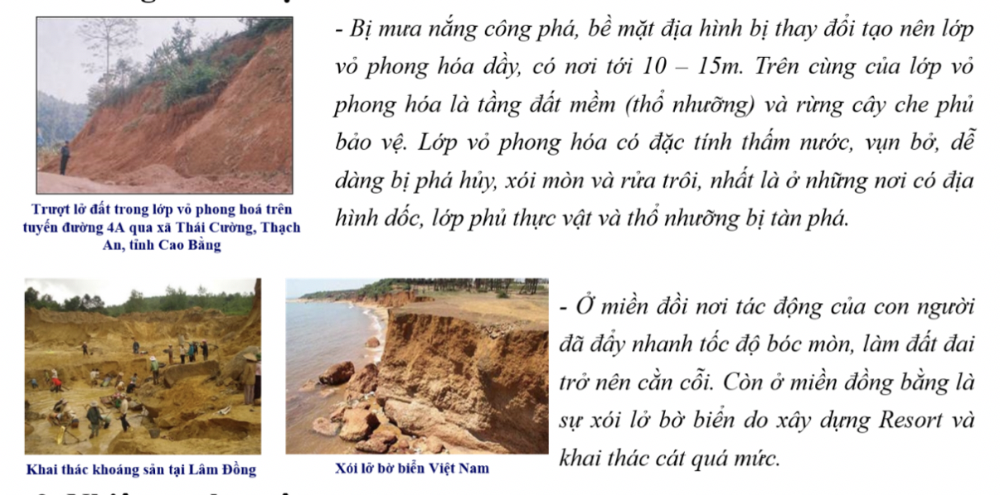 - Bị mưa nắng công phá, bề mặt địa hình bị thay đổi tạo nên lớp
vỏ phong hóa dầy, có nơi tới 10 – 15m. Trên cùng của lớp vỏ
phong hóa là tầng đất mềm (thổ nhưỡng) và rừng cây che phủ
bảo vệ. Lớp vỏ phong hóa có đặc tính thấm nước, vụn bở, dễ
dàng bị phá hủy, xói mòn và rửa trôi, nhất là ở những nơi có địa
hình dốc, lớp phủ thực vật và thổ nhưỡng bị tàn phá.
Trượt lở đất trong lớp vỏ phong hoá trên
tuyến đường 4A qua xã Thái Cường, Thạch
An, tỉnh Cao Bằng
- Ở miền đồi nơi tác động của con người
đã đẩy nhanh tốc độ bóc mòn, làm đất đai
trở nên cằn cỗi. Còn ở miền đồng bằng là
sự xói lở bờ biển do xây dựng Resort và
khai thác cát quá mức.
Khai thác khoáng sản tại Lâm Đồng
Xói lở bờ biển Việt Nam